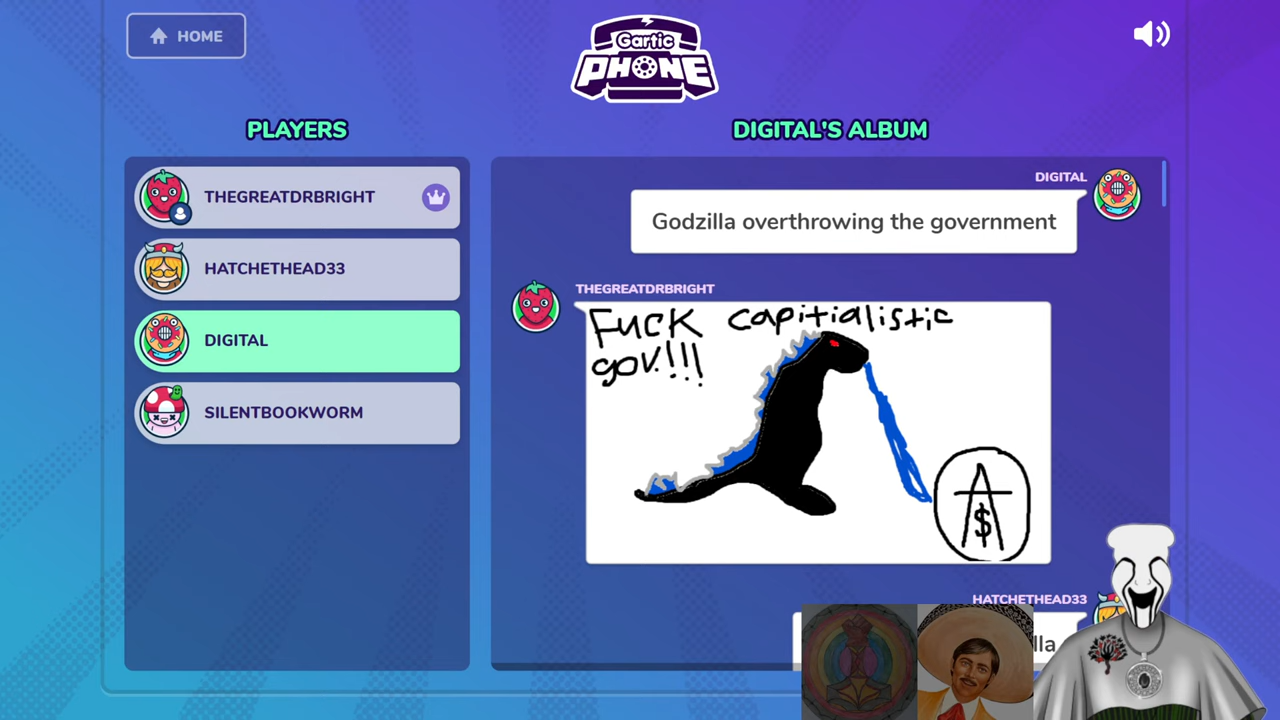 HOME
Gartic
PHONE
PLAYERS
DIGITAL'S ALBUM
THEGREATDRBRIGHT
HATCHETHEAD33
DIGITAL
SILENTBOOKWORM
DIGITAL
Godzilla overthrowing the government
THEGREATDRBRIGHT
Fuck capitialistic
gov.!!!
A
$
HATCHETHEAD33
lla